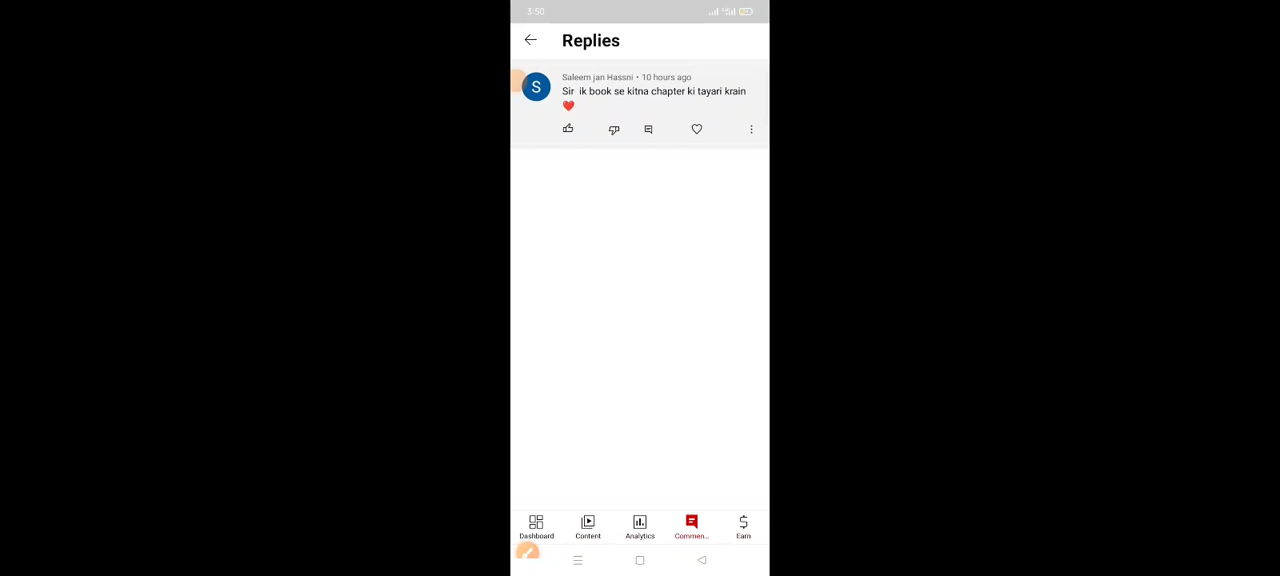 3:50
Replies
Saleem jan Hassni • 10 hours ago
Sir ik book se kitna chapter ki tayari krain
❤️
Dashboard Content Analytics Commen... Earn